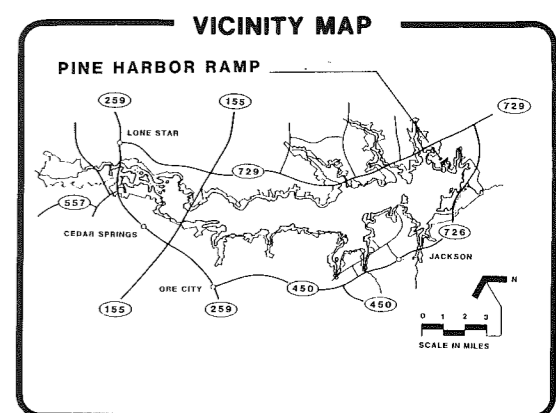 VICINITY MAP
PINE HARBOR RAMP
259
155
729
LONE STAR
729
557
CEDAR SPRINGS
726
JACKSON
N
ORE CITY
450
155
259
450
0 1 2 3
SCALE IN MILES